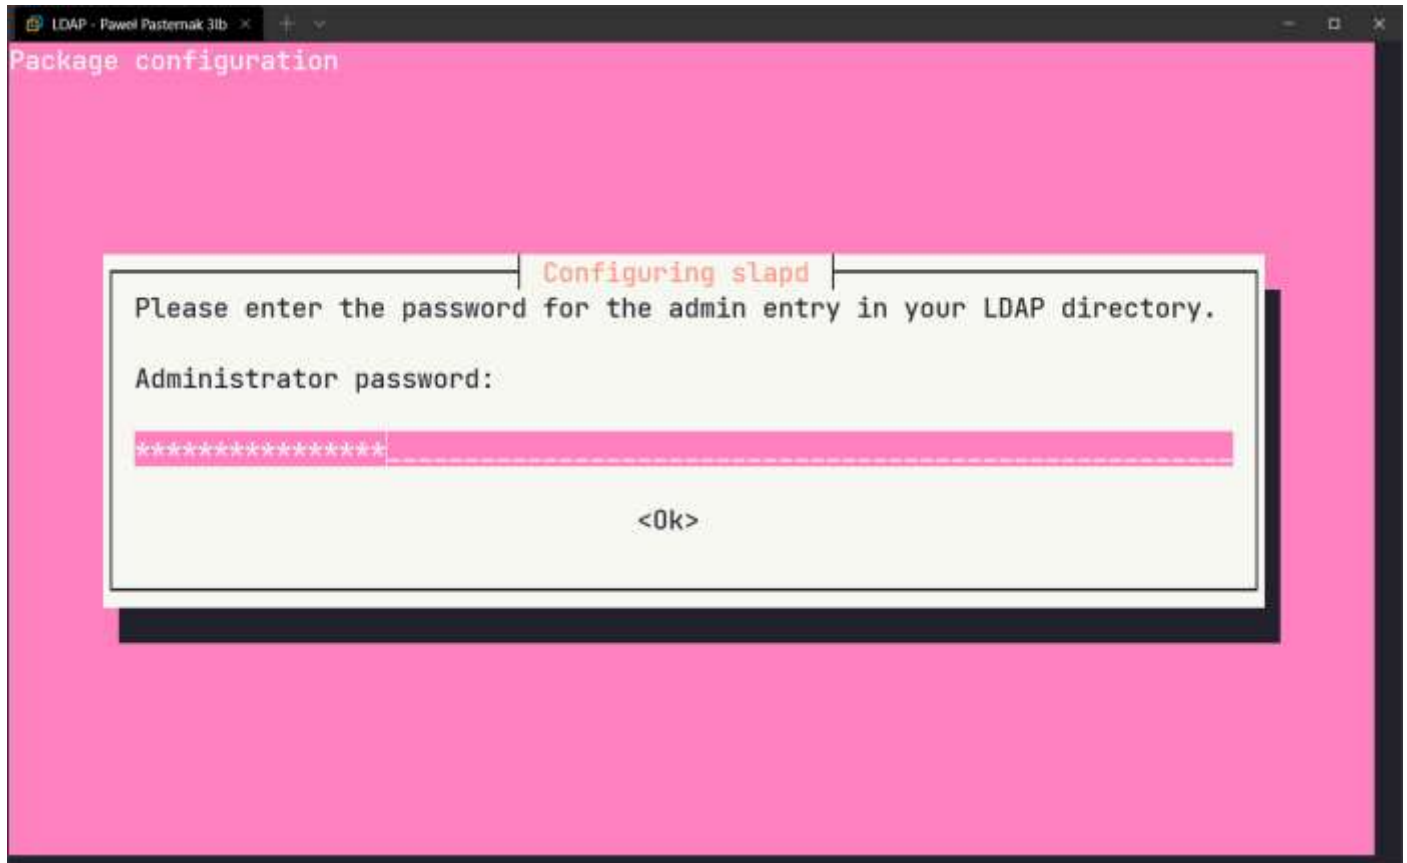 LDAP - Paweł Pasternak 3lb
Package configuration
Configuring slapd
Please enter the password for the admin entry in your LDAP directory.
Administrator password:
****************______________________________________________________
<Ok>